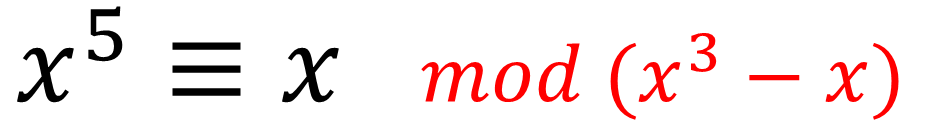 x⁵ ≡ x mod (x³ − x)